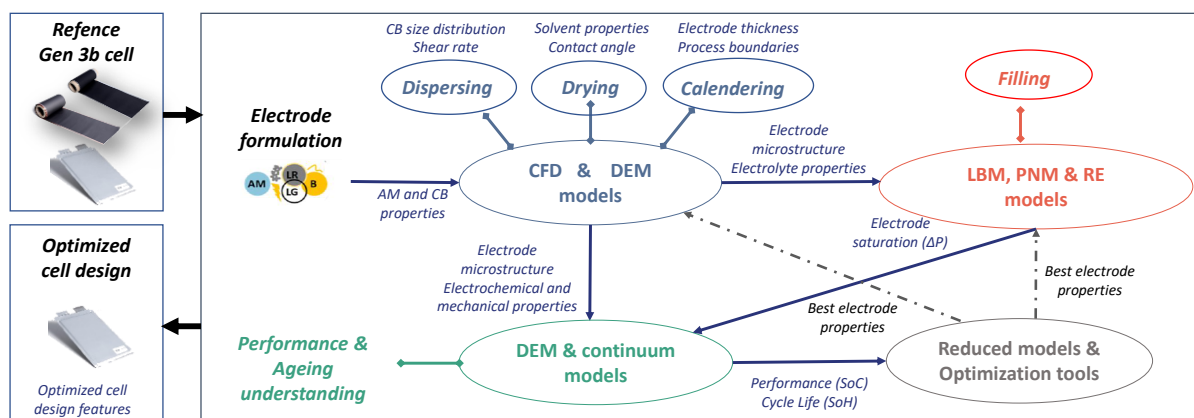 Refence
Gen 3b cell
Optimized
cell design
Optimized cell
design features
Electrode
formulation
AM
LR
LG
B
AM and CB
properties
CB size distribution
Shear rate
Dispersing
Solvent properties
Contact angle
Drying
Electrode thickness
Process boundaries
Calendering
Filling
CFD & DEM
models
Electrode
microstructure
Electrolyte properties
LBM, PNM & RE
models
Electrode
saturation (ΔP)
Electrode
microstructure
Electrochemical and
mechanical properties
Best electrode
properties
Best electrode
properties
Performance &
Ageing
understanding
DEM & continuum
models
Performance (SoC)
Cycle Life (SoH)
Reduced models &
Optimization tools